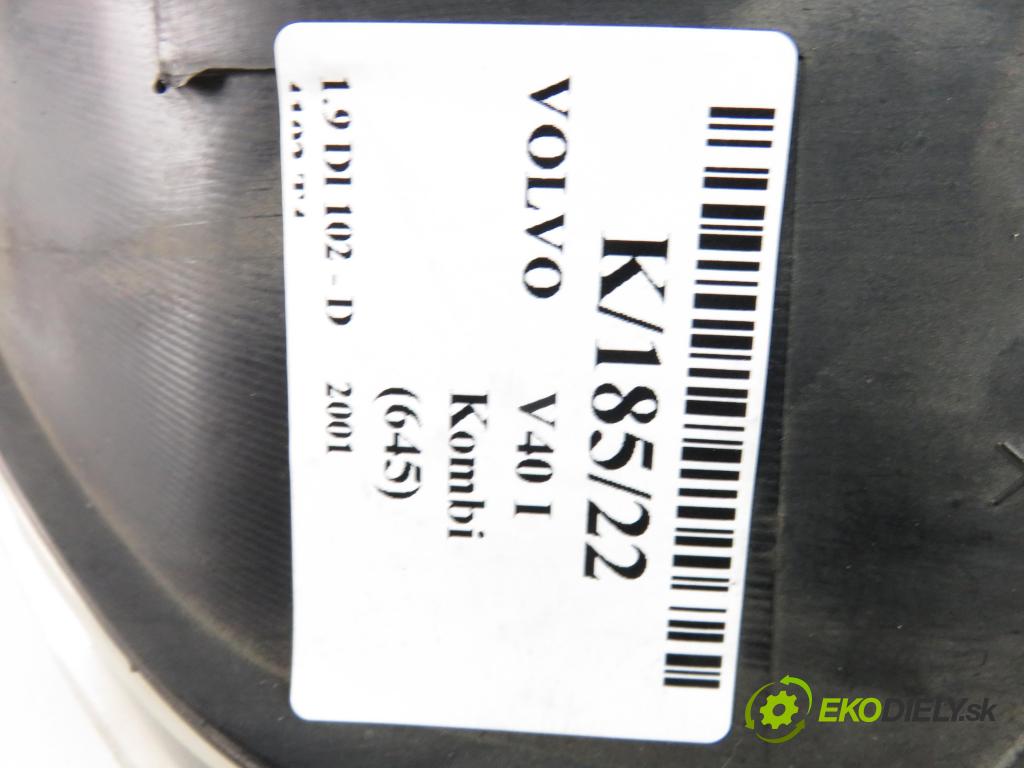 K/185/22
VOLVO V40 I
Kombi
(645)
1.9 DI 102 - D 2001
EKODIELY.sk